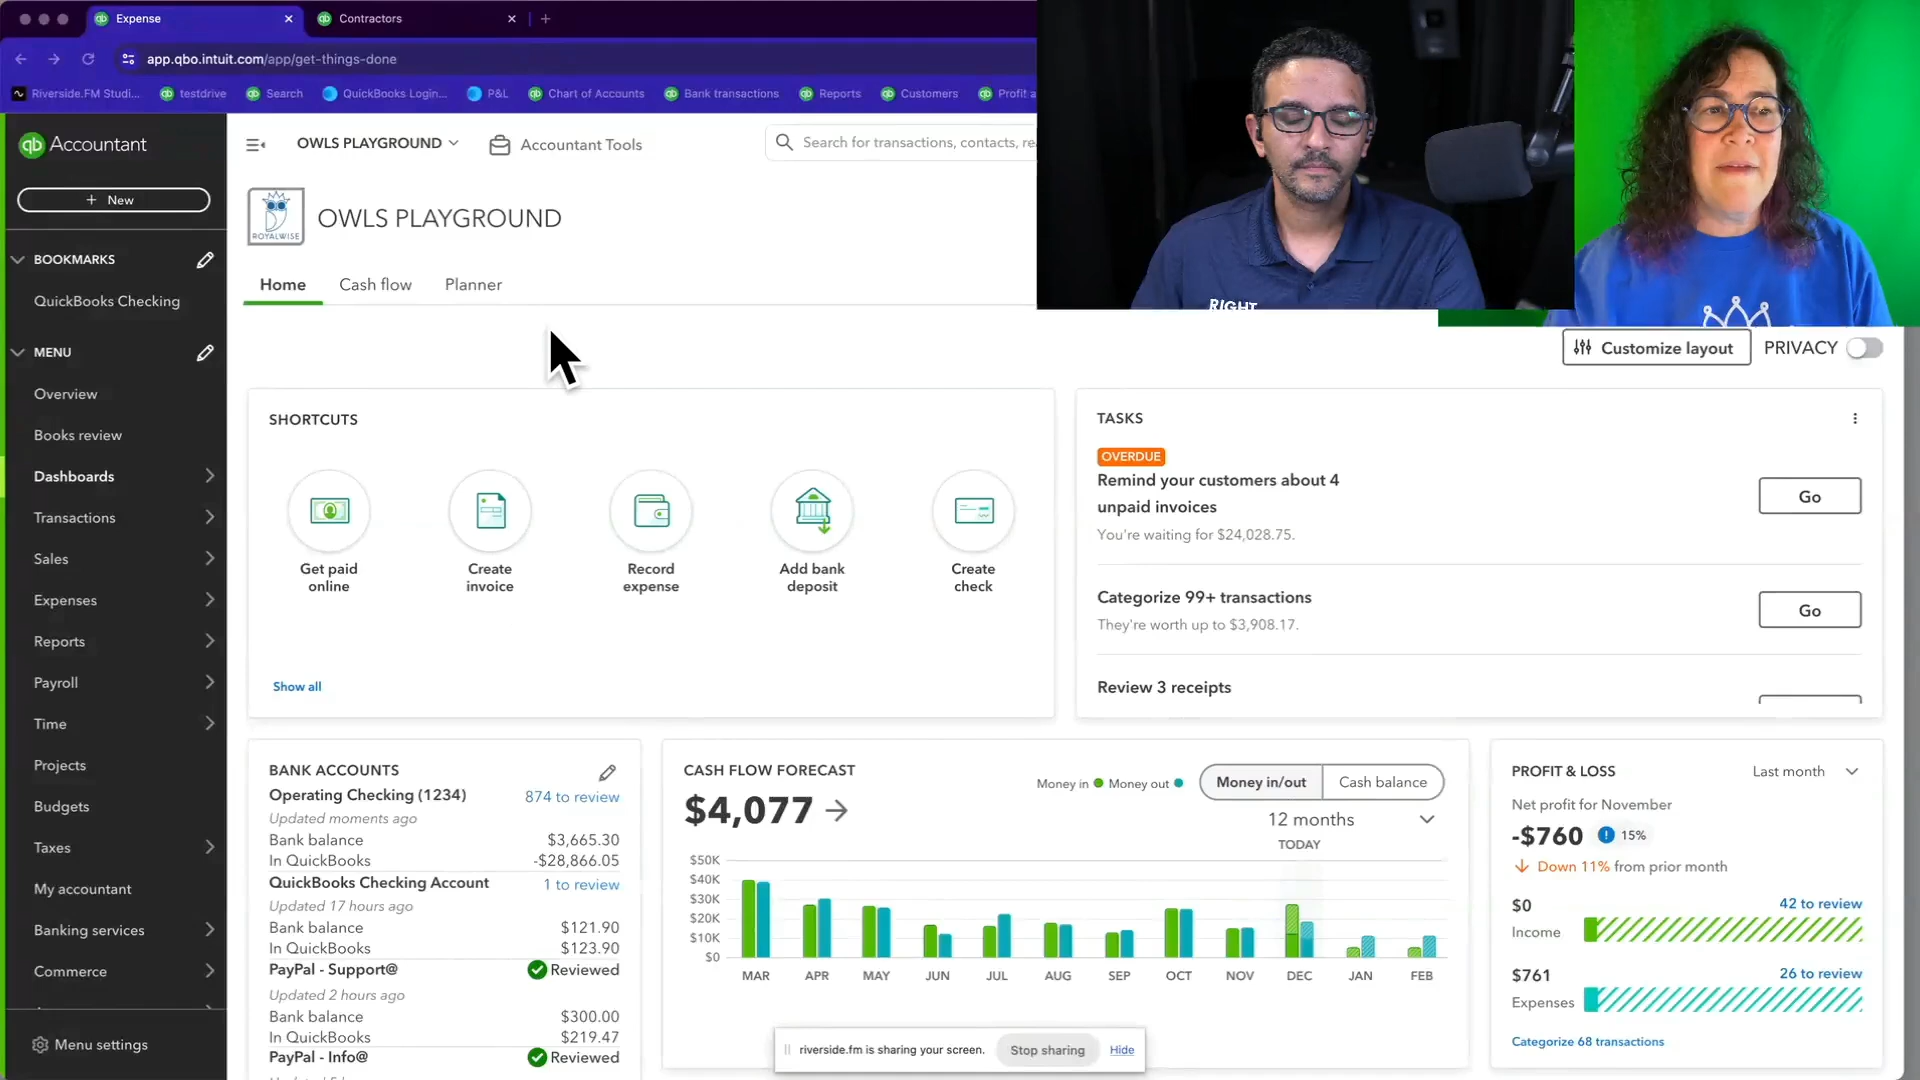 Expense
Contractors
app.qbo.intuit.com/app/get-things-done
Riverside.FM Studi...
testdrive
Search
QuickBooks Login...
P&L
Chart of Accounts
Bank transactions
Reports
Customers
Profit a
qb Accountant
+ New
BOOKMARKS
QuickBooks Checking
MENU
Overview
Books review
Dashboards
Transactions
Sales
Expenses
Reports
Payroll
Time
Projects
Budgets
Taxes
My accountant
Banking services
Commerce
Menu settings
OWLS PLAYGROUND
Accountant Tools
Search for transactions, contacts, re
ROYALWISE
OWLS PLAYGROUND
Home
Cash flow
Planner
RIGHT
Customize layout
PRIVACY
SHORTCUTS
Get paid
online
Create
invoice
Record
expense
Add bank
deposit
Create
check
Show all
TASKS
OVERDUE
Remind your customers about 4
unpaid invoices
You're waiting for $24,028.75.
Go
Categorize 99+ transactions
They're worth up to $3,908.17.
Go
Review 3 receipts
BANK ACCOUNTS
Operating Checking (1234)
874 to review
Updated moments ago
Bank balance $3,665.30
In QuickBooks -$28,866.05
QuickBooks Checking Account
1 to review
Updated 17 hours ago
Bank balance $121.90
In QuickBooks $123.90
PayPal - Support@
Reviewed
Updated 2 hours ago
Bank balance $300.00
In QuickBooks $219.47
PayPal - Info@
Reviewed
CASH FLOW FORECAST
$4,077
Money in
Money out
Money in/out
Cash balance
12 months
TODAY
$50K
$40K
$30K
$20K
$10K
$0
MAR APR MAY JUN JUL AUG SEP OCT NOV DEC JAN FEB
PROFIT & LOSS
Last month
Net profit for November
-$760
15%
Down 11% from prior month
$0
42 to review
Income
$761
26 to review
Expenses
Categorize 68 transactions
riverside.fm is sharing your screen.
Stop sharing
Hide